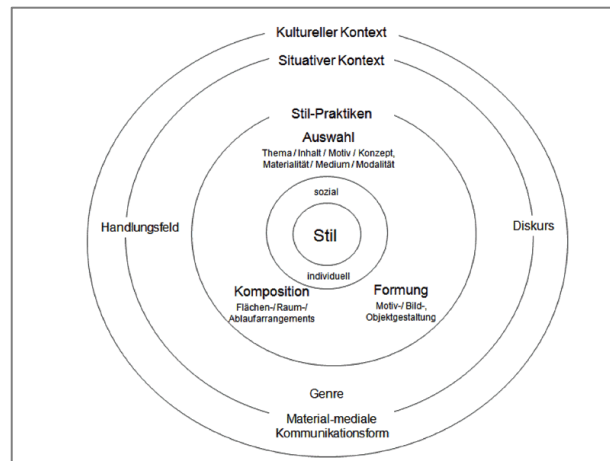 Kultureller Kontext
Situativer Kontext
Stil-Praktiken
Auswahl
Thema / Inhalt / Motiv / Konzept,
Materialität / Medium / Modalität
sozial
Handlungsfeld
Stil
Diskurs
individuell
Komposition
Flächen-/ Raum-/
Ablaufarrangements
Formung
Motiv-/ Bild-,
Objektgestaltung
Genre
Material-mediale
Kommunikationsform